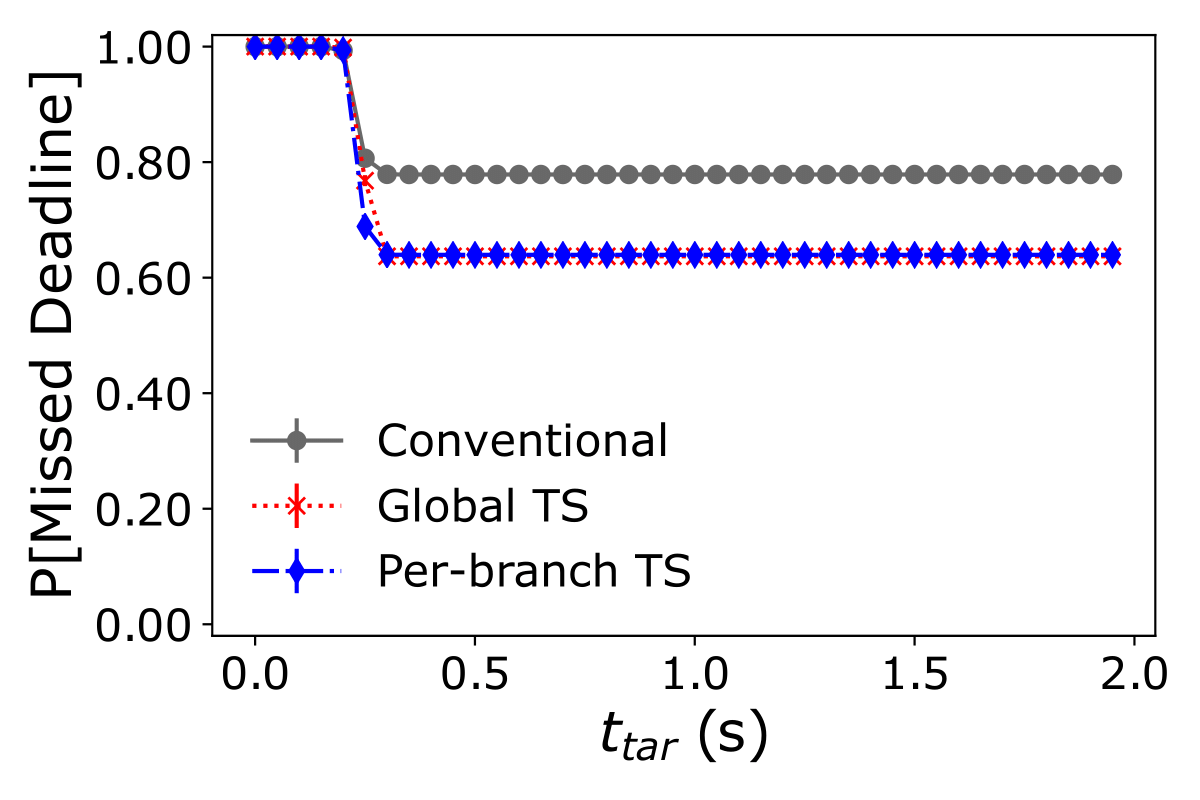 P[Missed Deadline]
1.00
0.80
0.60
0.40
0.20
0.00
Conventional
Global TS
Per-branch TS
0.0 0.5 1.0 1.5 2.0
t_tar (s)